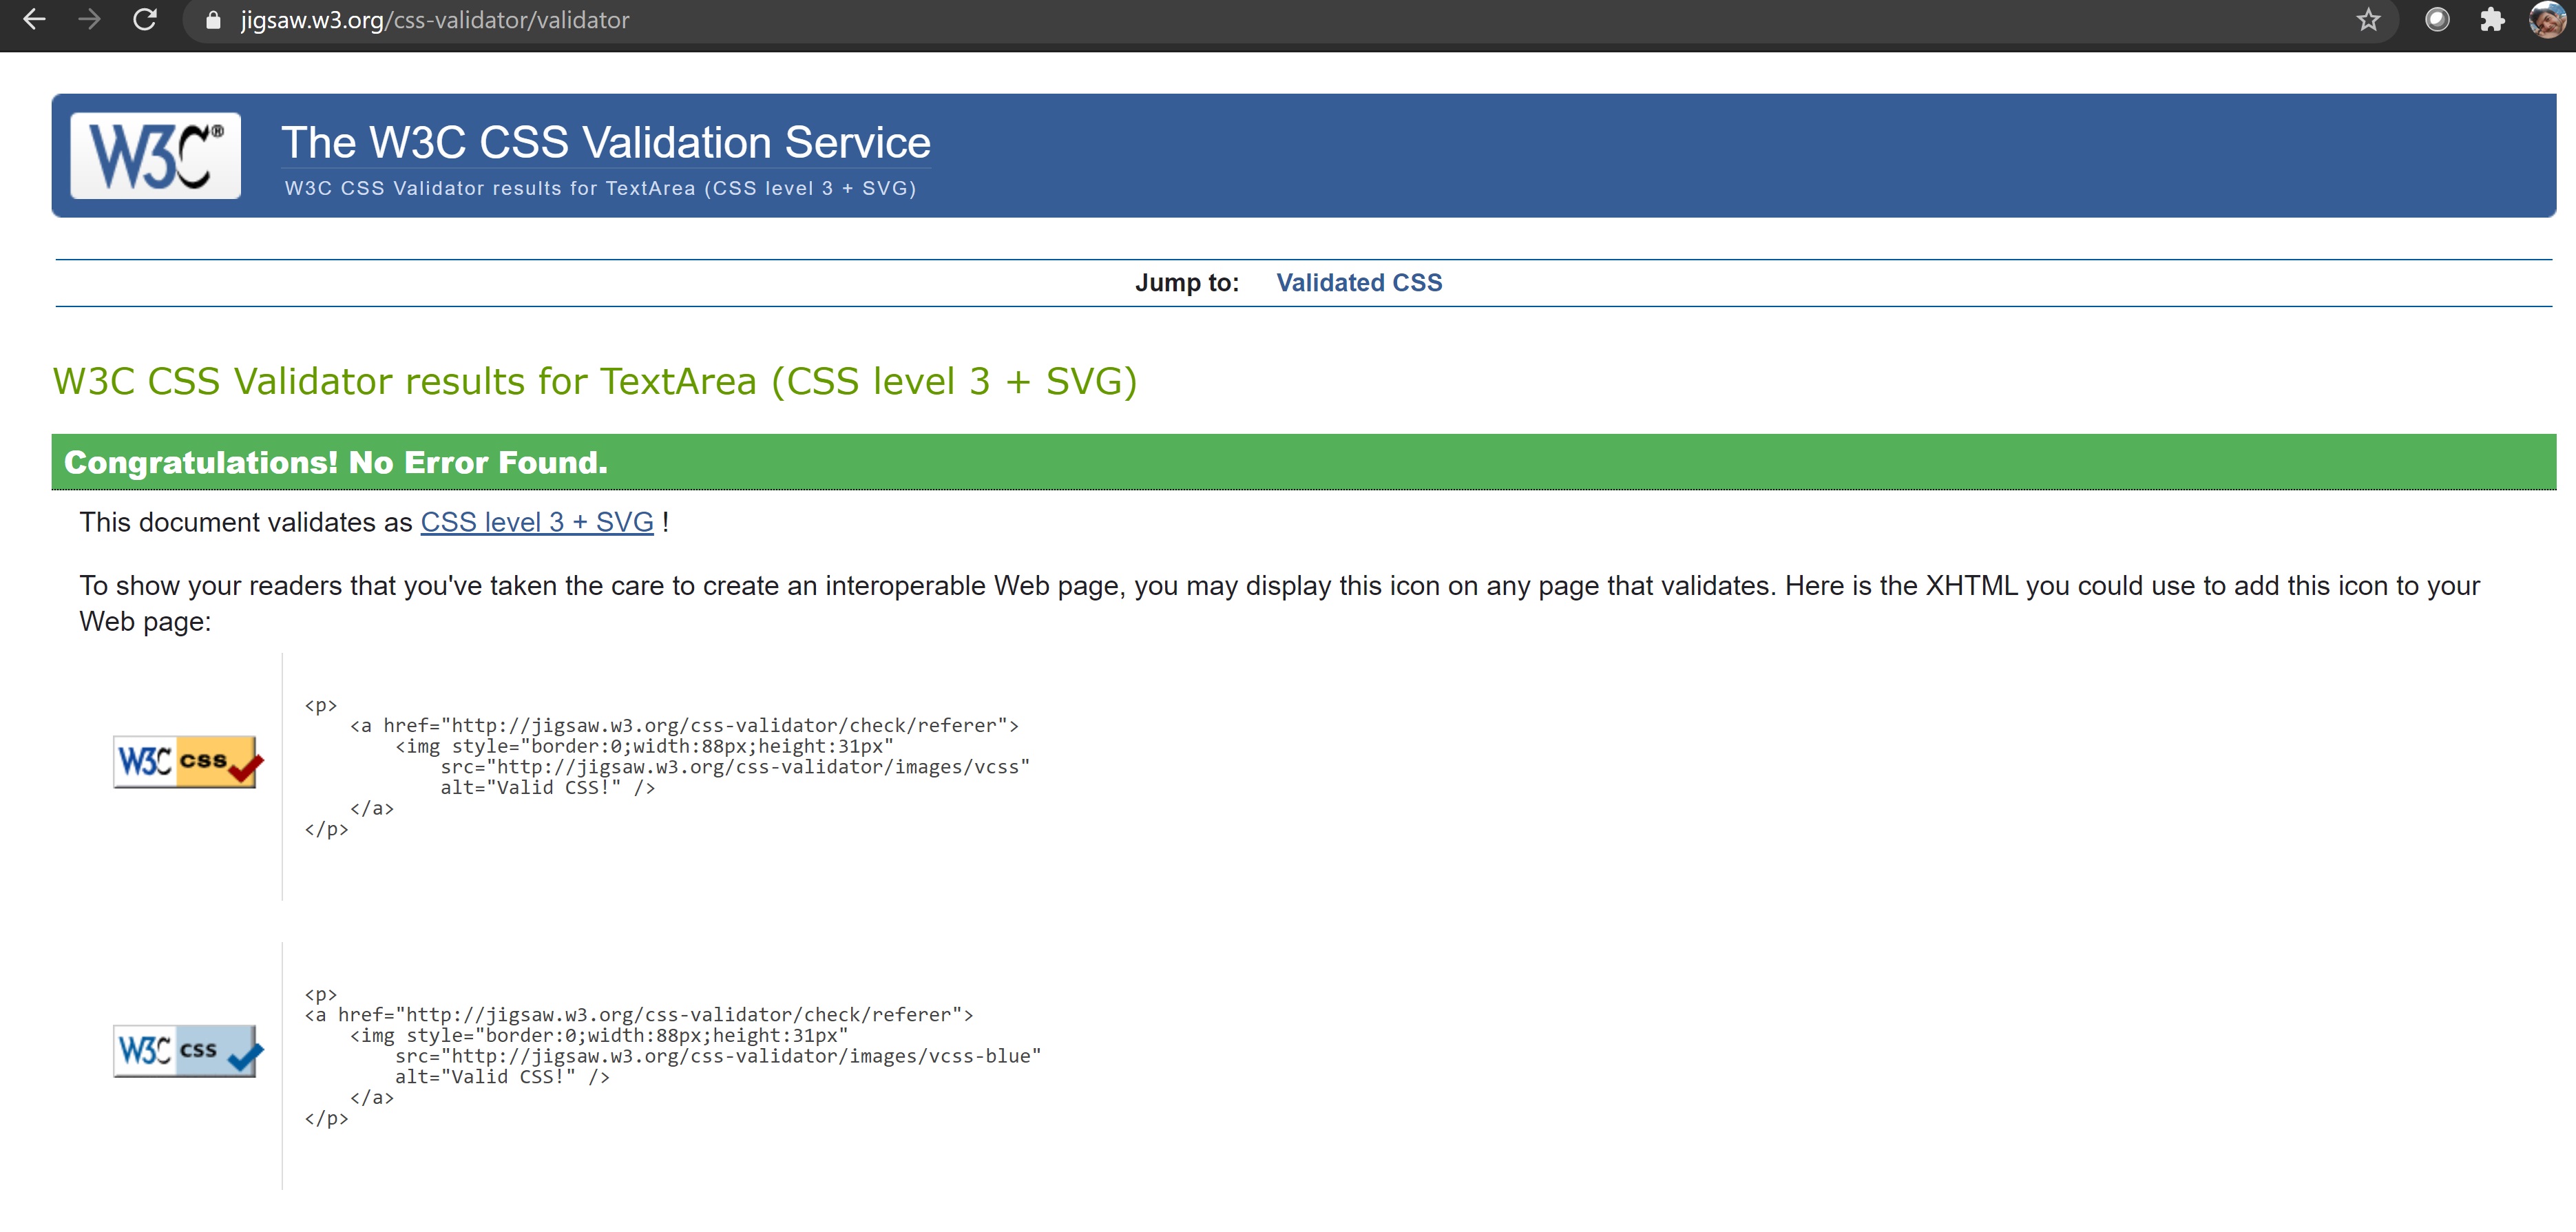 jigsaw.w3.org/css-validator/validator
W3C®
The W3C CSS Validation Service
W3C CSS Validator results for TextArea (CSS level 3 + SVG)
Jump to: Validated CSS
W3C CSS Validator results for TextArea (CSS level 3 + SVG)
Congratulations! No Error Found.
This document validates as CSS level 3 + SVG !
To show your readers that you've taken the care to create an interoperable Web page, you may display this icon on any page that validates. Here is the XHTML you could use to add this icon to your
Web page:
W3C css
<p>
    <a href="http://jigsaw.w3.org/css-validator/check/referer">
        <img style="border:0;width:88px;height:31px"
            src="http://jigsaw.w3.org/css-validator/images/vcss"
            alt="Valid CSS!" />
    </a>
</p>
W3C css
<p>
<a href="http://jigsaw.w3.org/css-validator/check/referer">
    <img style="border:0;width:88px;height:31px"
        src="http://jigsaw.w3.org/css-validator/images/vcss-blue"
        alt="Valid CSS!" />
    </a>
</p>